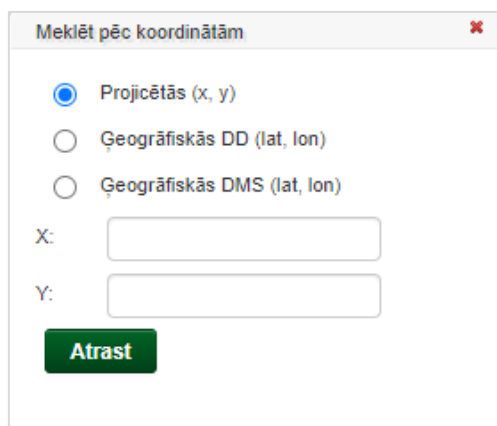 Meklēt pēc koordinātām
Projicētās (x, y)
Ģeogrāfiskās DD (lat, lon)
Ģeogrāfiskās DMS (lat, lon)
X:
Y:
Atrast